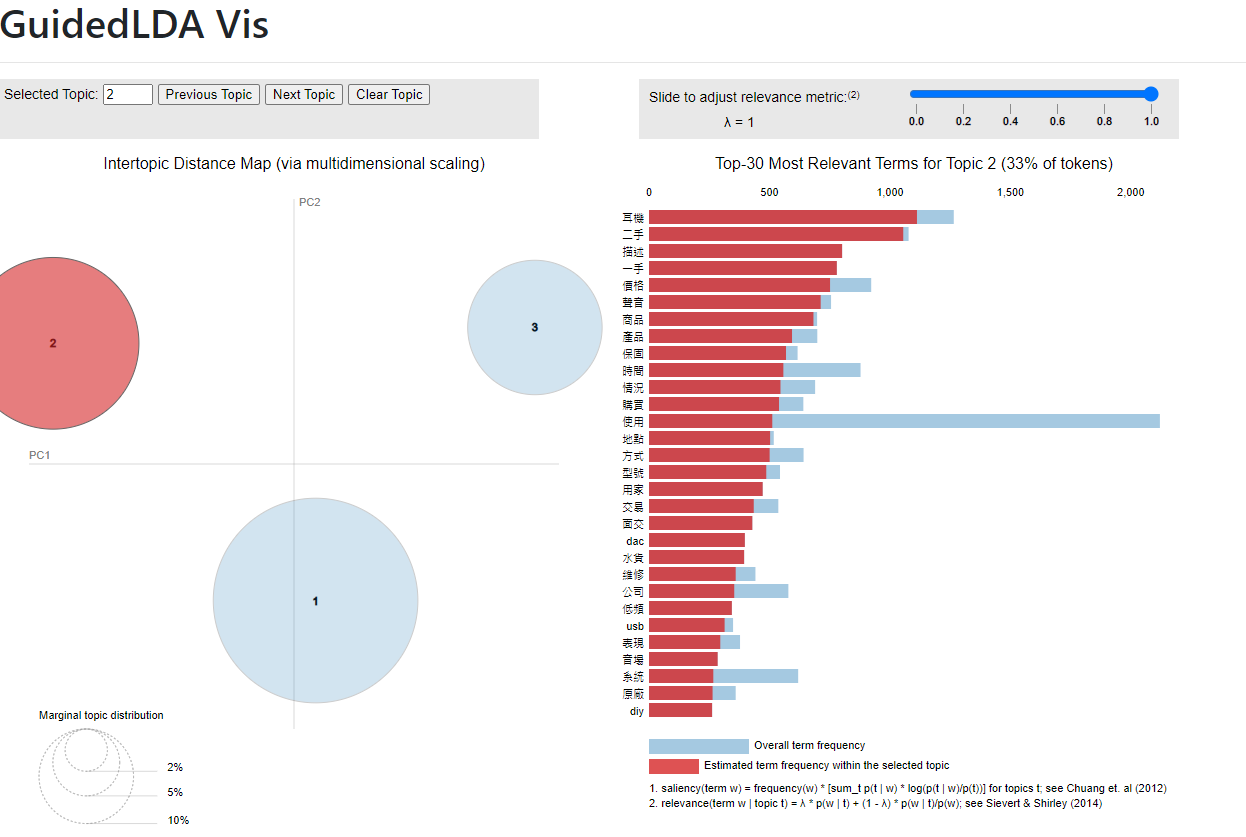 GuidedLDA Vis
Selected Topic: 2 Previous Topic Next Topic Clear Topic
Slide to adjust relevance metric:(2)
λ = 1
0.0 0.2 0.4 0.6 0.8 1.0
Intertopic Distance Map (via multidimensional scaling)
PC2
PC1
2
3
1
Marginal topic distribution
2%
5%
10%
Top-30 Most Relevant Terms for Topic 2 (33% of tokens)
0 500 1,000 1,500 2,000
耳機
二手
描述
一手
價格
聲音
商品
產品
保固
時間
情況
購買
使用
地點
方式
型號
用家
交易
面交
dac
水貨
維修
公司
低頻
usb
表現
音場
系統
原廠
diy
Overall term frequency
Estimated term frequency within the selected topic
1. saliency(term w) = frequency(w) * [sum_t p(t | w) * log(p(t | w)/p(t))] for topics t; see Chuang et. al (2012)
2. relevance(term w | topic t) = λ * p(w | t) + (1 - λ) * p(w | t)/p(w); see Sievert & Shirley (2014)